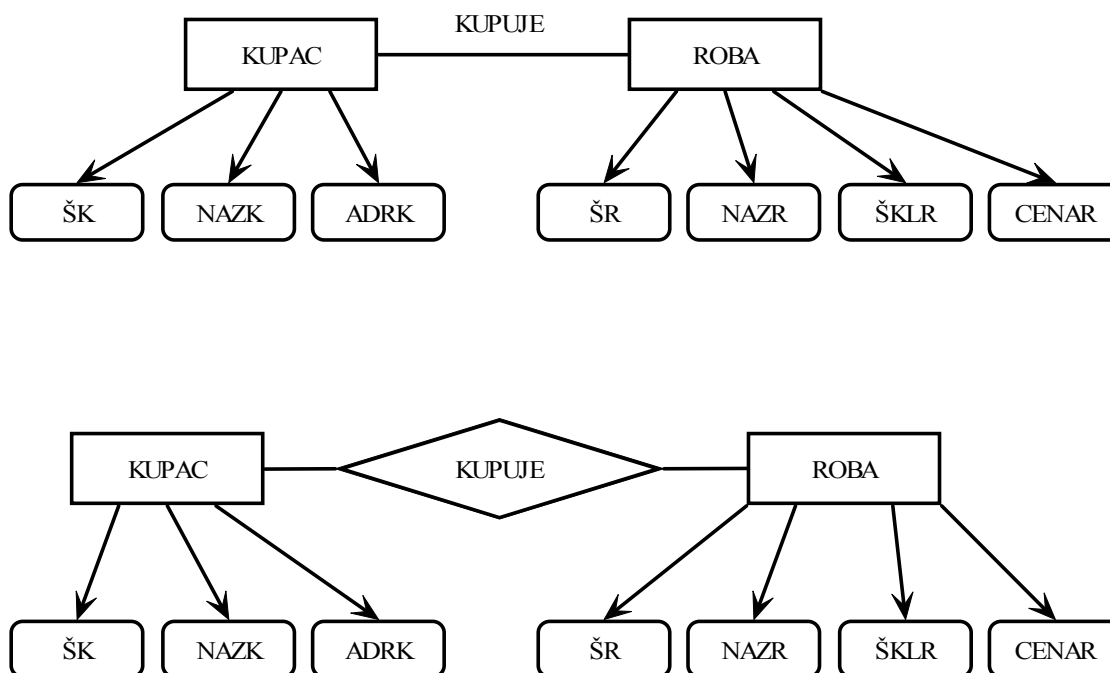 KUPUJE
KUPAC
ROBA
ŠK
NAZK
ADRK
ŠR
NAZR
ŠKLR
CENAR
KUPAC
KUPUJE
ROBA
ŠK
NAZK
ADRK
ŠR
NAZR
ŠKLR
CENAR